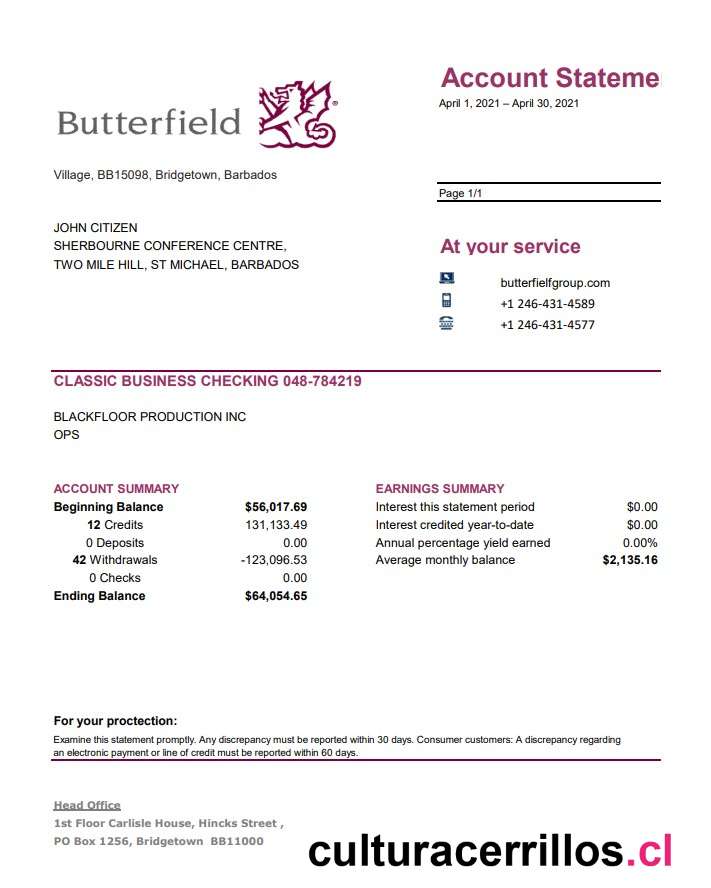 Account Stateme
April 1, 2021 – April 30, 2021
Butterfield ®
Village, BB15098, Bridgetown, Barbados
Page 1/1
JOHN CITIZEN
SHERBOURNE CONFERENCE CENTRE,
TWO MILE HILL, ST MICHAEL, BARBADOS
At your service
butterfielfgroup.com
+1 246-431-4589
+1 246-431-4577
CLASSIC BUSINESS CHECKING 048-784219
BLACKFLOOR PRODUCTION INC
OPS
ACCOUNT SUMMARY
Beginning Balance $56,017.69
12 Credits 131,133.49
0 Deposits 0.00
42 Withdrawals -123,096.53
0 Checks 0.00
Ending Balance $64,054.65
EARNINGS SUMMARY
Interest this statement period $0.00
Interest credited year-to-date $0.00
Annual percentage yield earned 0.00%
Average monthly balance $2,135.16
For your proctection:
Examine this statement promptly. Any discrepancy must be reported within 30 days. Consumer customers: A discrepancy regarding
an electronic payment or line of credit must be reported within 60 days.
Head Office
1st Floor Carlisle House, Hincks Street ,
PO Box 1256, Bridgetown BB11000
culturacerrillos.cl